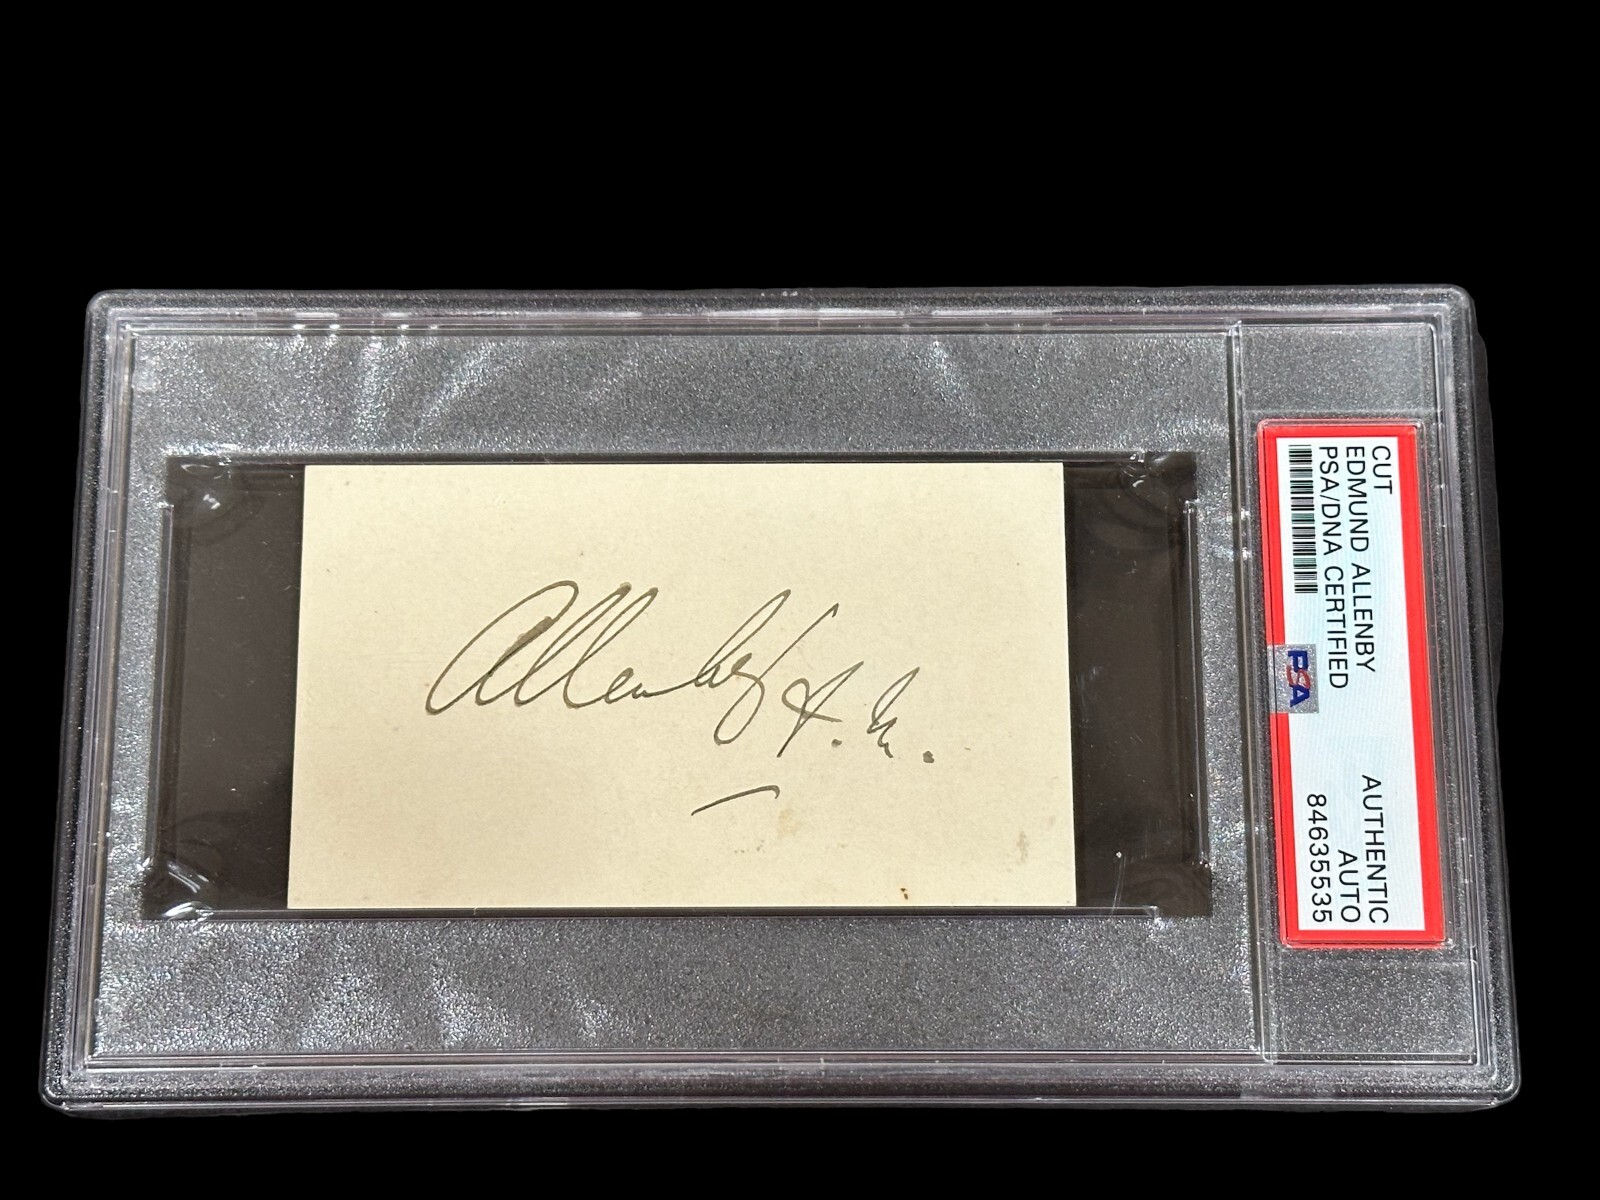 Allenby F.M.
CUT
EDMUND ALLENBY
PSA/DNA CERTIFIED
PSA
AUTHENTIC
AUTO
84635535